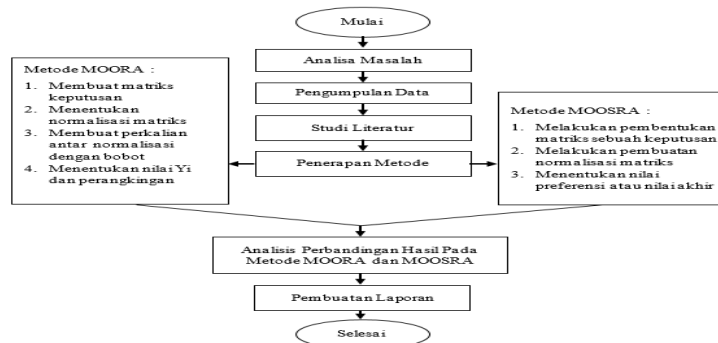 Mulai
Analisa Masalah
Pengumpulan Data
Studi Literatur
Penerapan Metode
Metode MOORA :
1. Membuat matriks
keputusan
2. Menentukan
normalisasi matriks
3. Membuat perkalian
antar normalisasi
dengan bobot
4. Menentukan nilai Yi
dan perangkingan
Metode MOOSRA :
1. Melakukan pembentukan
matriks sebuah keputusan
2. Melakukan pembuatan
normalisasi matriks
3. Menentukan nilai
preferensi atau nilai akhir
Analisis Perbandingan Hasil Pada
Metode MOORA dan MOOSRA
Pembuatan Laporan
Selesai